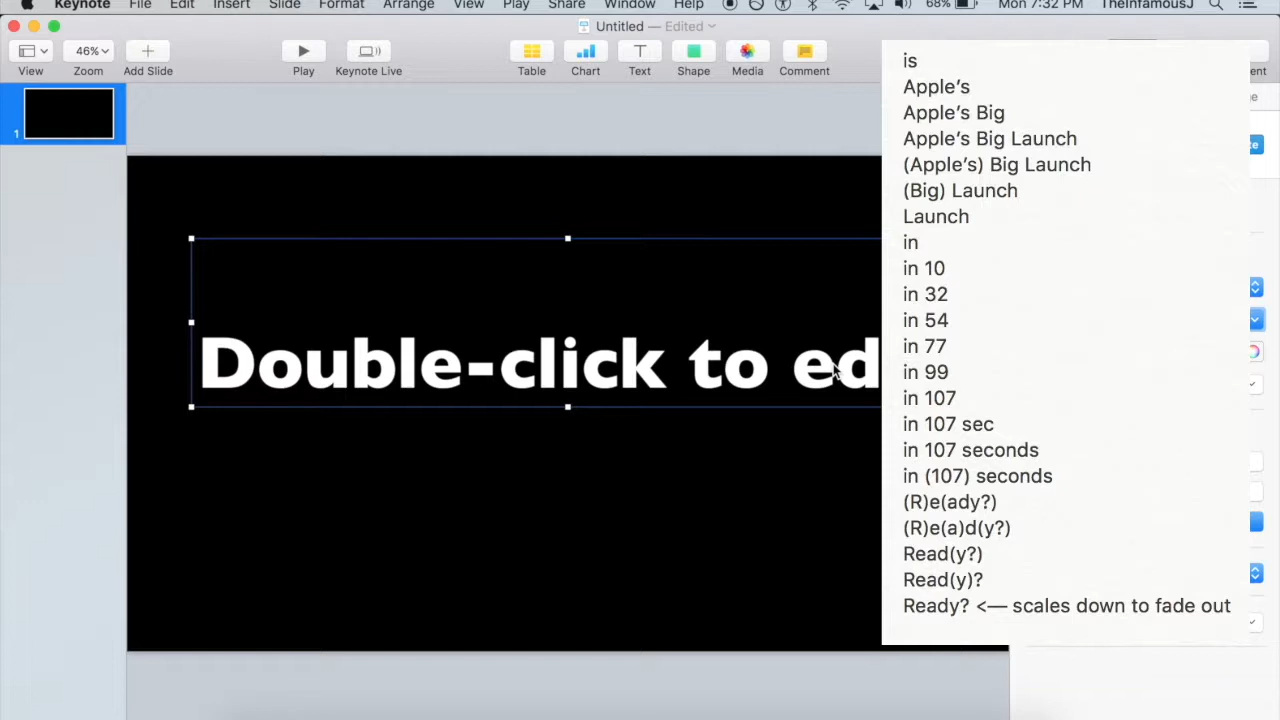 Keynote File Edit Insert Slide Format Arrange View Play Share Window Help 68% Mon 7:32 PM TheInfamousJ
Untitled — Edited
46%
View Zoom Add Slide Play Keynote Live Table Chart Text Shape Media Comment
1
Double-click to ed
is
Apple's
Apple's Big
Apple's Big Launch
(Apple's) Big Launch
(Big) Launch
Launch
in
in 10
in 32
in 54
in 77
in 99
in 107
in 107 sec
in 107 seconds
in (107) seconds
(R)e(ady?)
(R)e(a)d(y?)
Read(y?)
Read(y)?
Ready? <— scales down to fade out